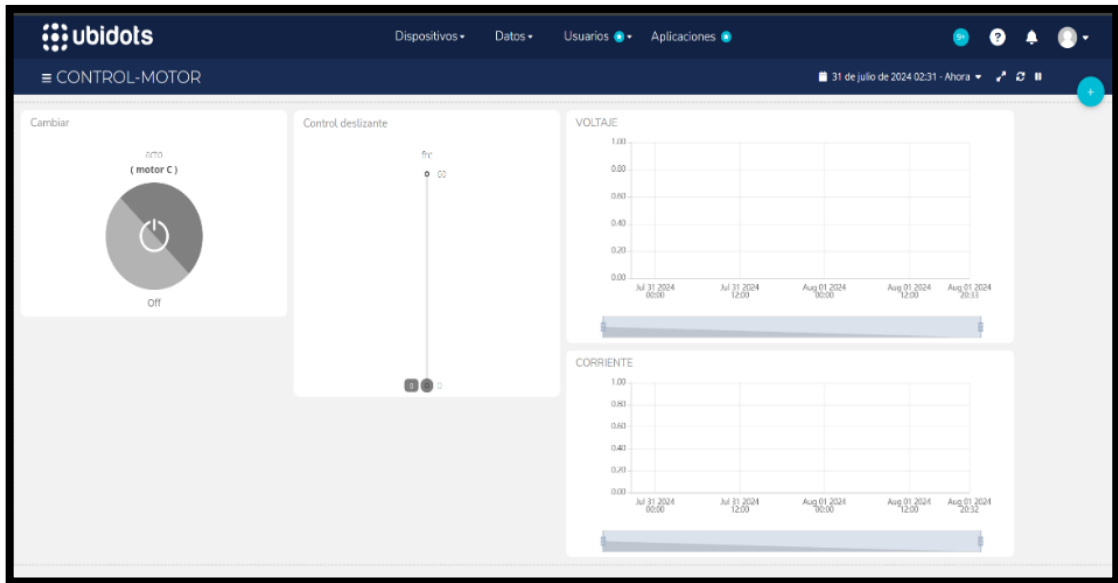 ubidots
Dispositivos
Datos
Usuarios
Aplicaciones
9+
?
CONTROL-MOTOR
31 de julio de 2024 02:31 - Ahora
+
Cambiar
( motor C )
Off
Control deslizante
60
0
0
VOLTAJE
1.00
0.80
0.60
0.40
0.20
0.00
Jul 31 2024 00:00
Jul 31 2024 12:00
Aug 01 2024 00:00
Aug 01 2024 12:00
Aug 01 2024 20:33
CORRIENTE
1.00
0.80
0.60
0.40
0.20
0.00
Jul 31 2024 00:00
Jul 31 2024 12:00
Aug 01 2024 00:00
Aug 01 2024 12:00
Aug 01 2024 20:32